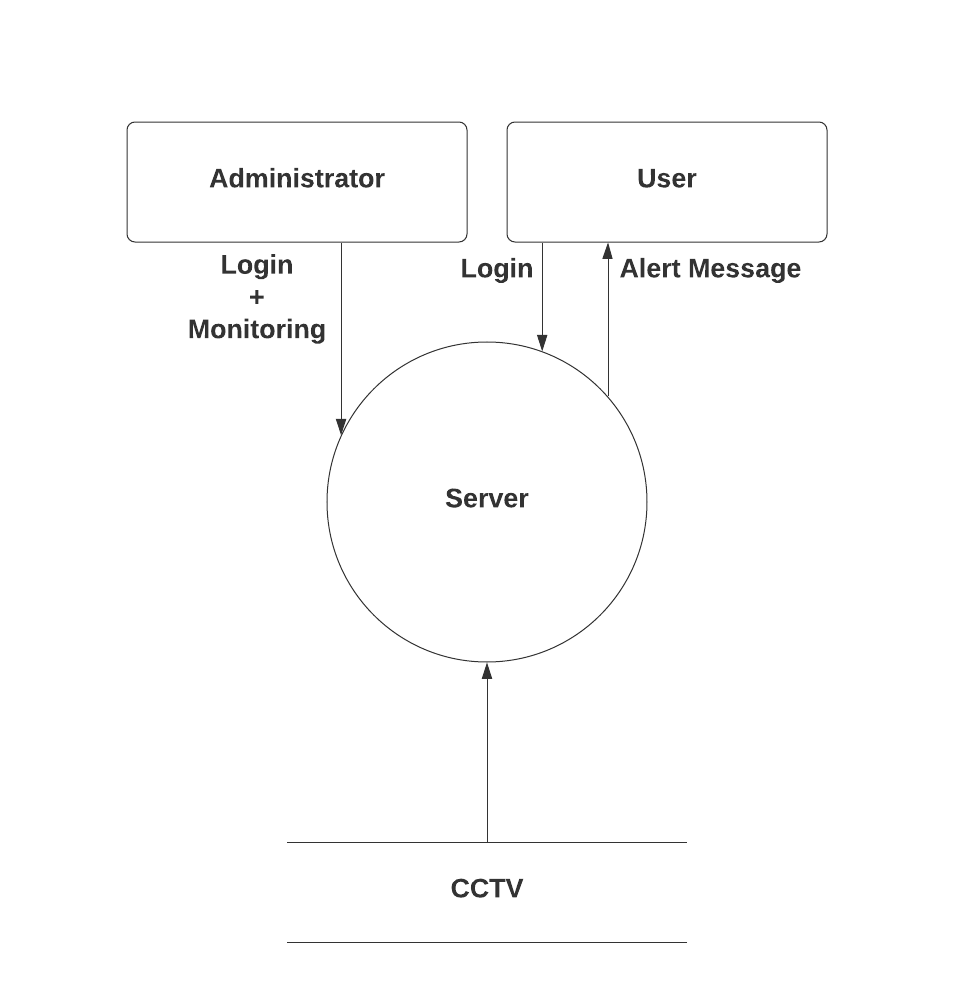 Administrator
User
Login
+
Monitoring
Login
Alert Message
Server
CCTV